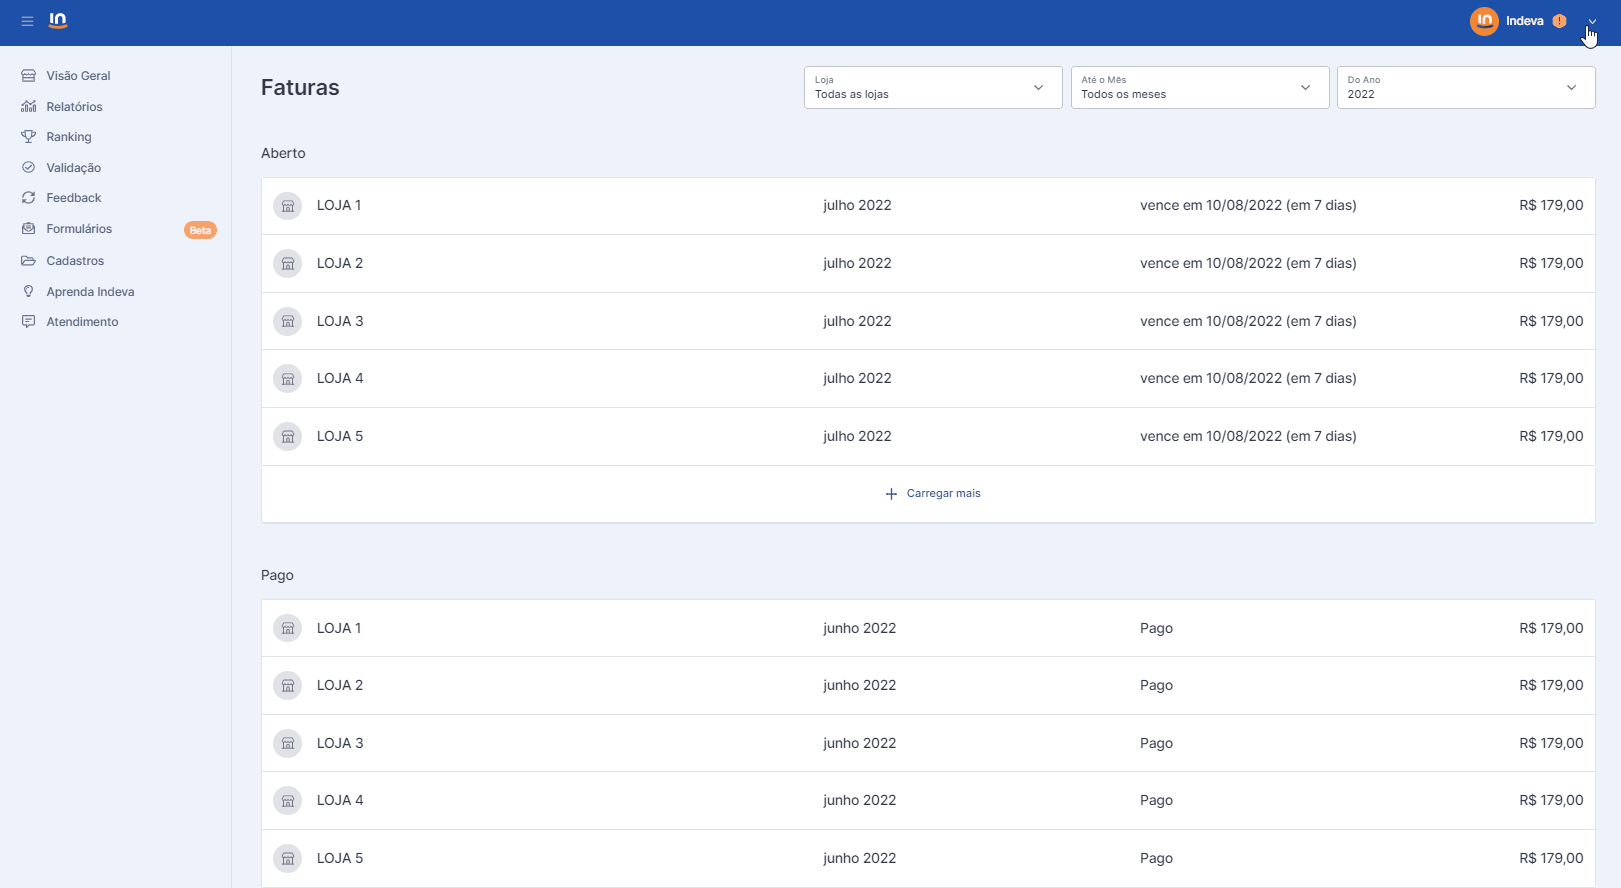 in
in Indeva !
Visão Geral
Relatórios
Ranking
Validação
Feedback
Formulários Beta
Cadastros
Aprenda Indeva
Atendimento
Faturas
Loja
Todas as lojas
Até o Mês
Todos os meses
Do Ano
2022
Aberto
LOJA 1 julho 2022 vence em 10/08/2022 (em 7 dias) R$ 179,00
LOJA 2 julho 2022 vence em 10/08/2022 (em 7 dias) R$ 179,00
LOJA 3 julho 2022 vence em 10/08/2022 (em 7 dias) R$ 179,00
LOJA 4 julho 2022 vence em 10/08/2022 (em 7 dias) R$ 179,00
LOJA 5 julho 2022 vence em 10/08/2022 (em 7 dias) R$ 179,00
Carregar mais
Pago
LOJA 1 junho 2022 Pago R$ 179,00
LOJA 2 junho 2022 Pago R$ 179,00
LOJA 3 junho 2022 Pago R$ 179,00
LOJA 4 junho 2022 Pago R$ 179,00
LOJA 5 junho 2022 Pago R$ 179,00